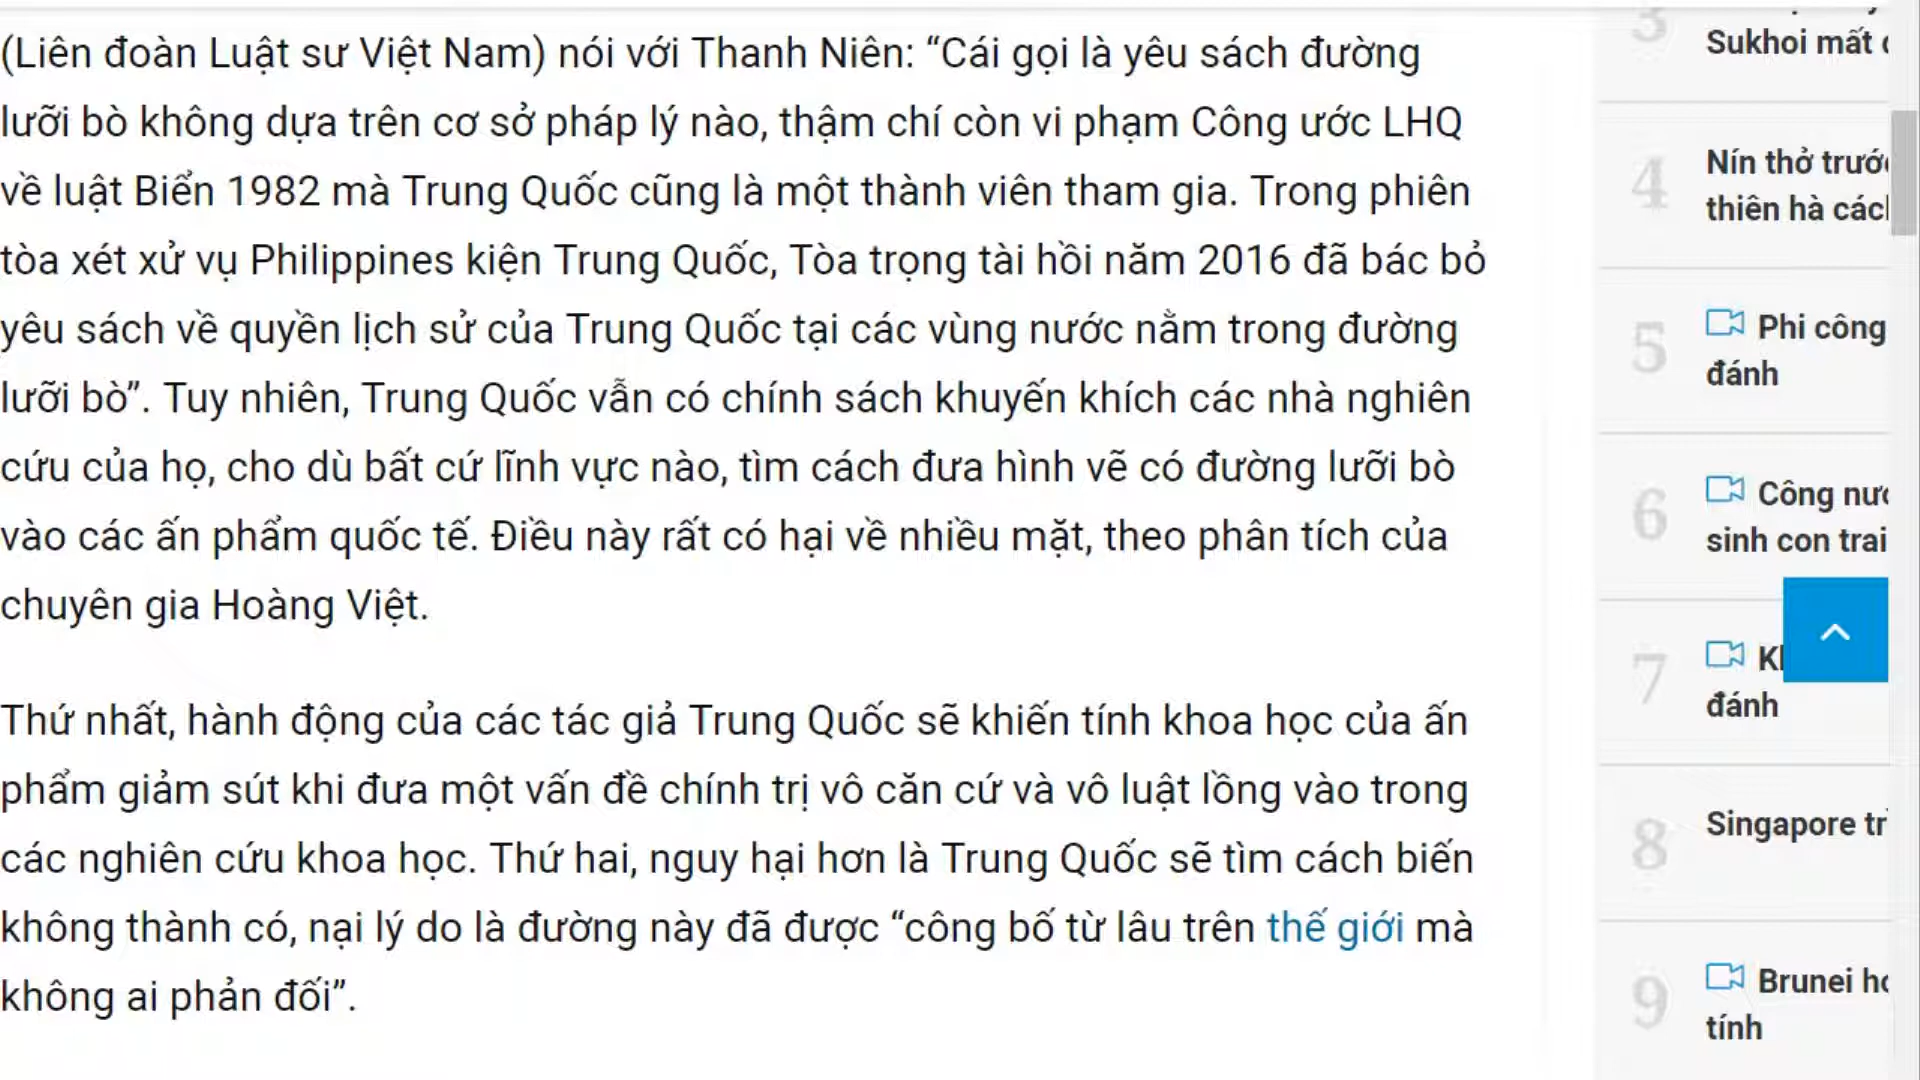 (Liên đoàn Luật sư Việt Nam) nói với Thanh Niên: “Cái gọi là yêu sách đường
lưỡi bò không dựa trên cơ sở pháp lý nào, thậm chí còn vi phạm Công ước LHQ
về luật Biển 1982 mà Trung Quốc cũng là một thành viên tham gia. Trong phiên
tòa xét xử vụ Philippines kiện Trung Quốc, Tòa trọng tài hồi năm 2016 đã bác bỏ
yêu sách về quyền lịch sử của Trung Quốc tại các vùng nước nằm trong đường
lưỡi bò”. Tuy nhiên, Trung Quốc vẫn có chính sách khuyến khích các nhà nghiên
cứu của họ, cho dù bất cứ lĩnh vực nào, tìm cách đưa hình vẽ có đường lưỡi bò
vào các ấn phẩm quốc tế. Điều này rất có hại về nhiều mặt, theo phân tích của
chuyên gia Hoàng Việt.
Thứ nhất, hành động của các tác giả Trung Quốc sẽ khiến tính khoa học của ấn
phẩm giảm sút khi đưa một vấn đề chính trị vô căn cứ và vô luật lồng vào trong
các nghiên cứu khoa học. Thứ hai, nguy hại hơn là Trung Quốc sẽ tìm cách biến
không thành có, nại lý do là đường này đã được “công bố từ lâu trên thế giới mà
không ai phản đối”.
3
Sukhoi mất
4
Nín thở
thiên hà
5
Phi công
đánh
6
Công
sinh con trai
7
đánh
8
Singapore
9
Brunei
tính